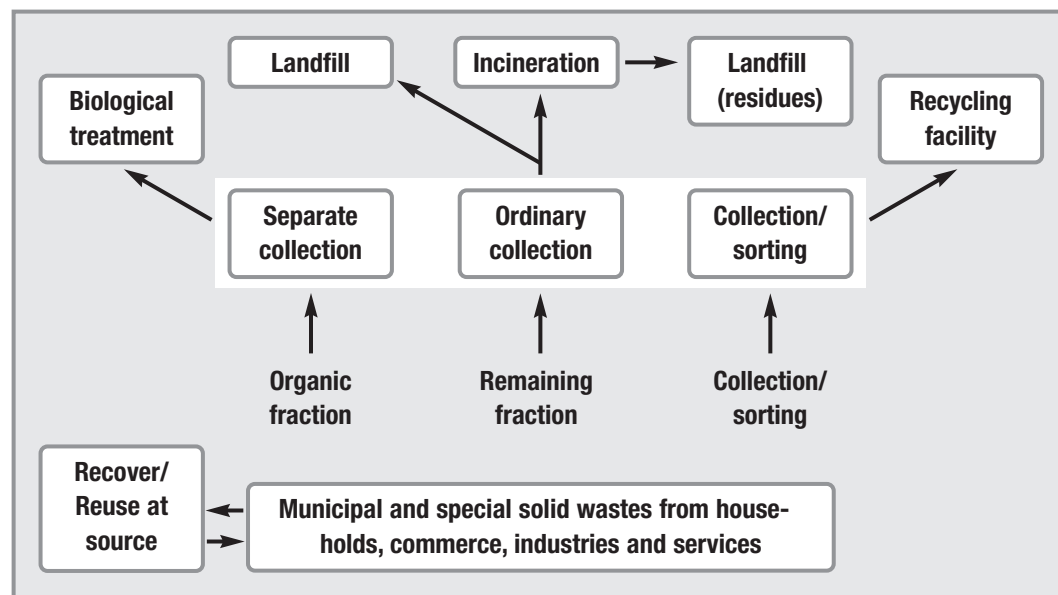 Landfill
Incineration
Landfill
(residues)
Biological
treatment
Recycling
facility
Separate
collection
Ordinary
collection
Collection/
sorting
Organic
fraction
Remaining
fraction
Collection/
sorting
Recover/
Reuse at
source
Municipal and special solid wastes from house-
holds, commerce, industries and services